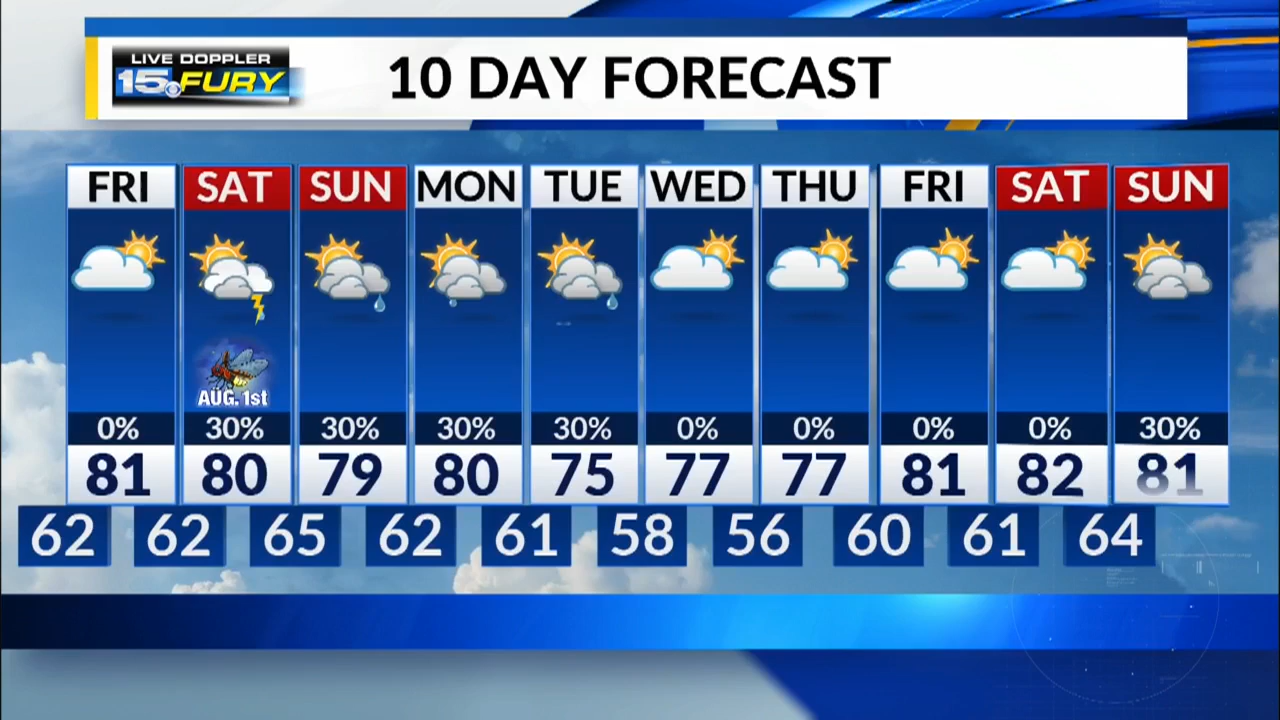 LIVE DOPPLER
15 FURY
10 DAY FORECAST
FRI SAT SUN MON TUE WED THU FRI SAT SUN
AUG. 1st
0% 30% 30% 30% 30% 0% 0% 0% 0% 30%
81 80 79 80 75 77 77 81 82 81
62 62 65 62 61 58 56 60 61 64